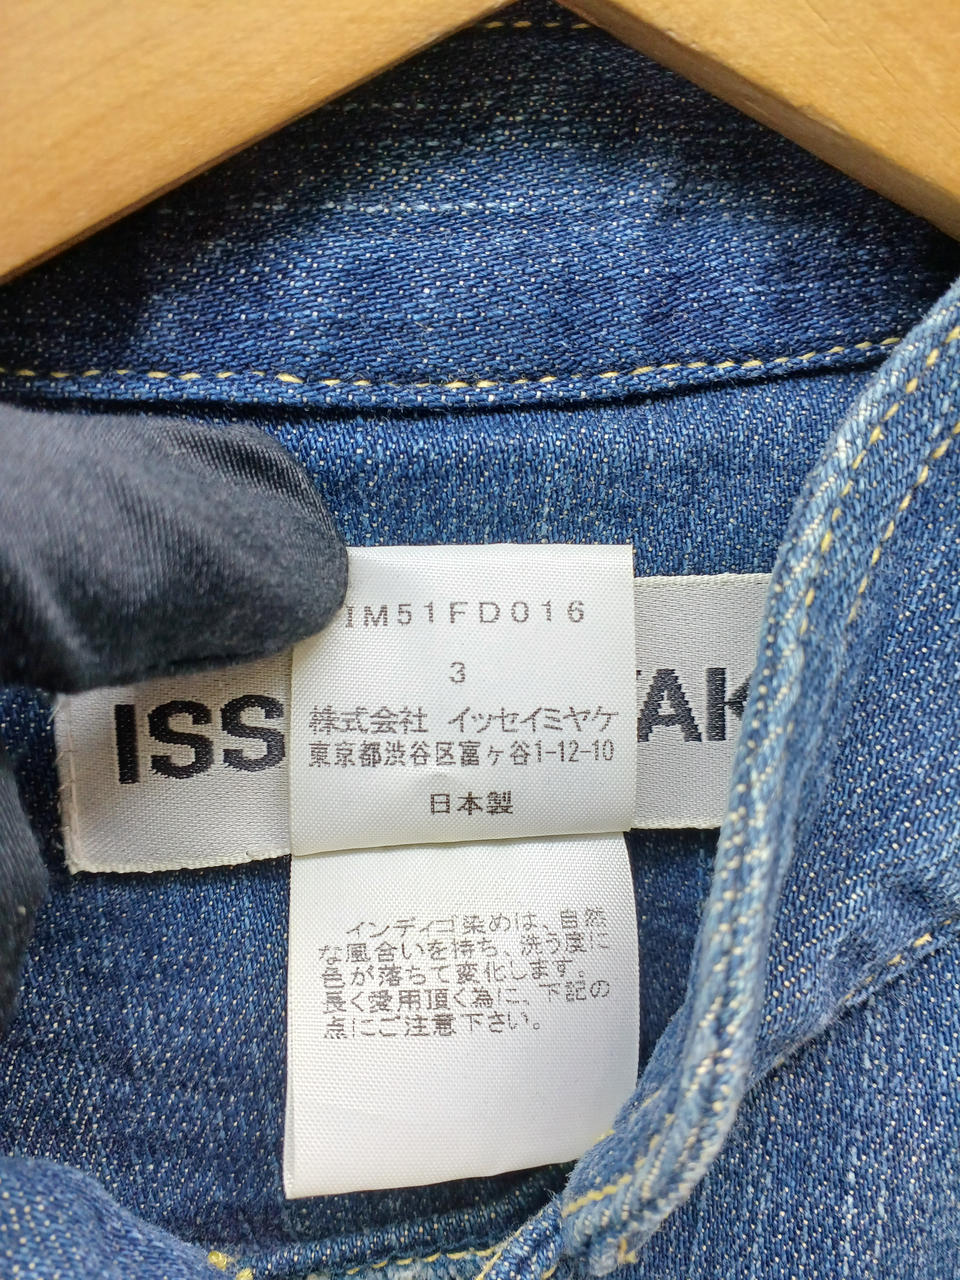 IM51FD016
3
株式会社 イッセイミヤケ
東京都渋谷区富ヶ谷1-12-10
日本製
ISS
AK
インディゴ染めは、自然
な風合いを持ち、洗う度に
色が落ちて変化します。
長く愛用頂く為に、下記の
点にご注意下さい。